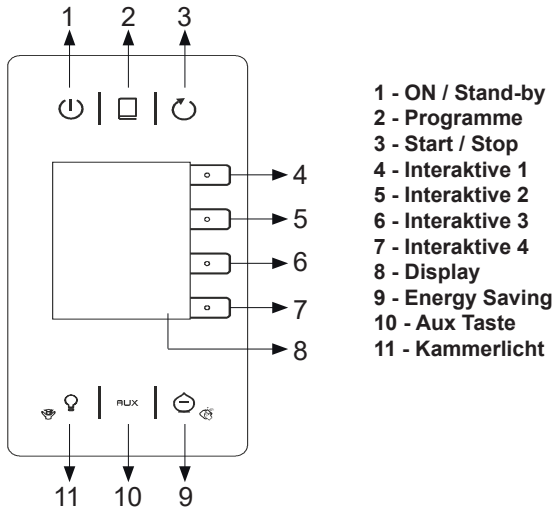 1 2 3
4
5
6
7
8
AUX
11 10 9
1 - ON / Stand-by
2 - Programme
3 - Start / Stop
4 - Interaktive 1
5 - Interaktive 2
6 - Interaktive 3
7 - Interaktive 4
8 - Display
9 - Energy Saving
10 - Aux Taste
11 - Kammerlicht